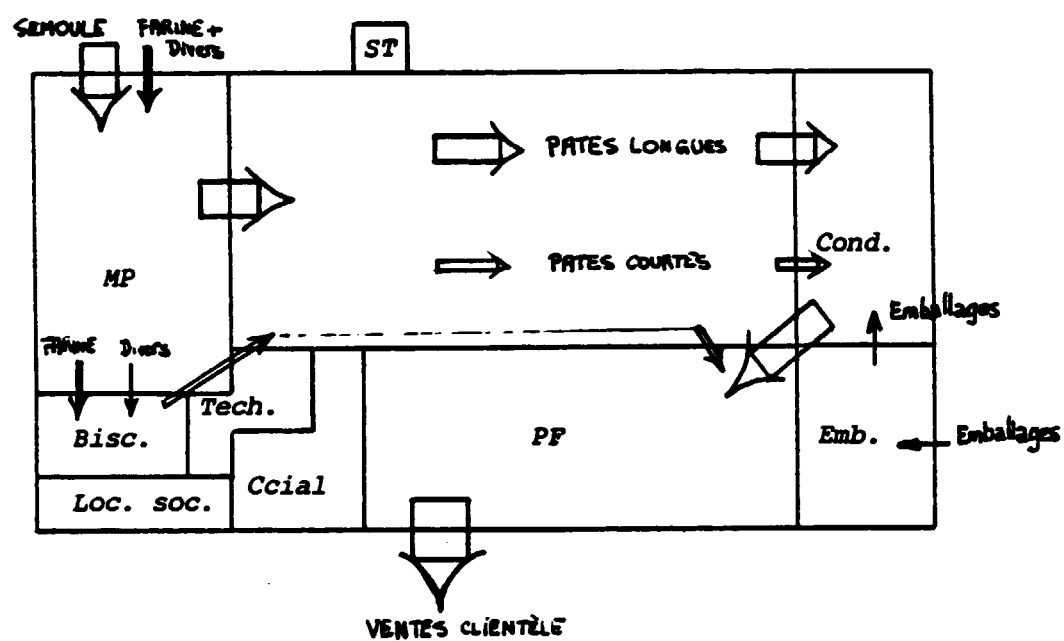 SEMOULE
FARINE +
Divers
ST
PATES LONGUES
PATES COURTES
Cond.
MP
Emballages
FARINE
Divers
Tech.
Bisc.
PF
Emb.
Emballages
Ccial
Loc. soc.
VENTES CLIENTÈLE